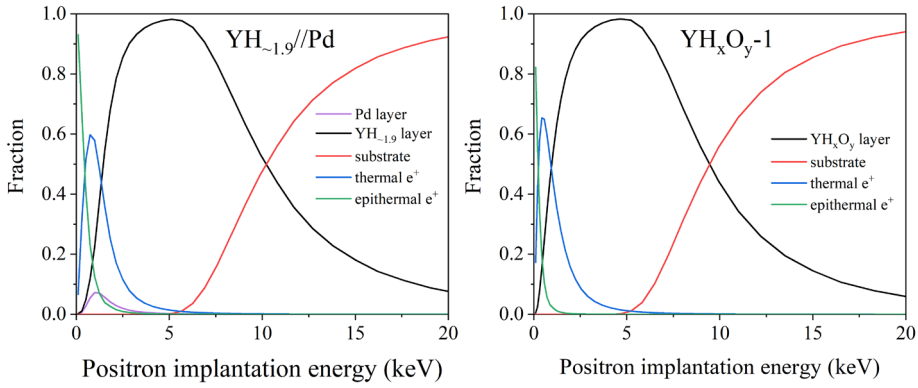 YH~1.9//Pd
Fraction
1.0
0.8
0.6
0.4
0.2
0.0
Pd layer
YH~1.9 layer
substrate
thermal e+
epithermal e+
0
5
10
15
20
Positron implantation energy (keV)
YHxOy-1
Fraction
1.0
0.8
0.6
0.4
0.2
0.0
YHxOy layer
substrate
thermal e+
epithermal e+
0
5
10
15
20
Positron implantation energy (keV)